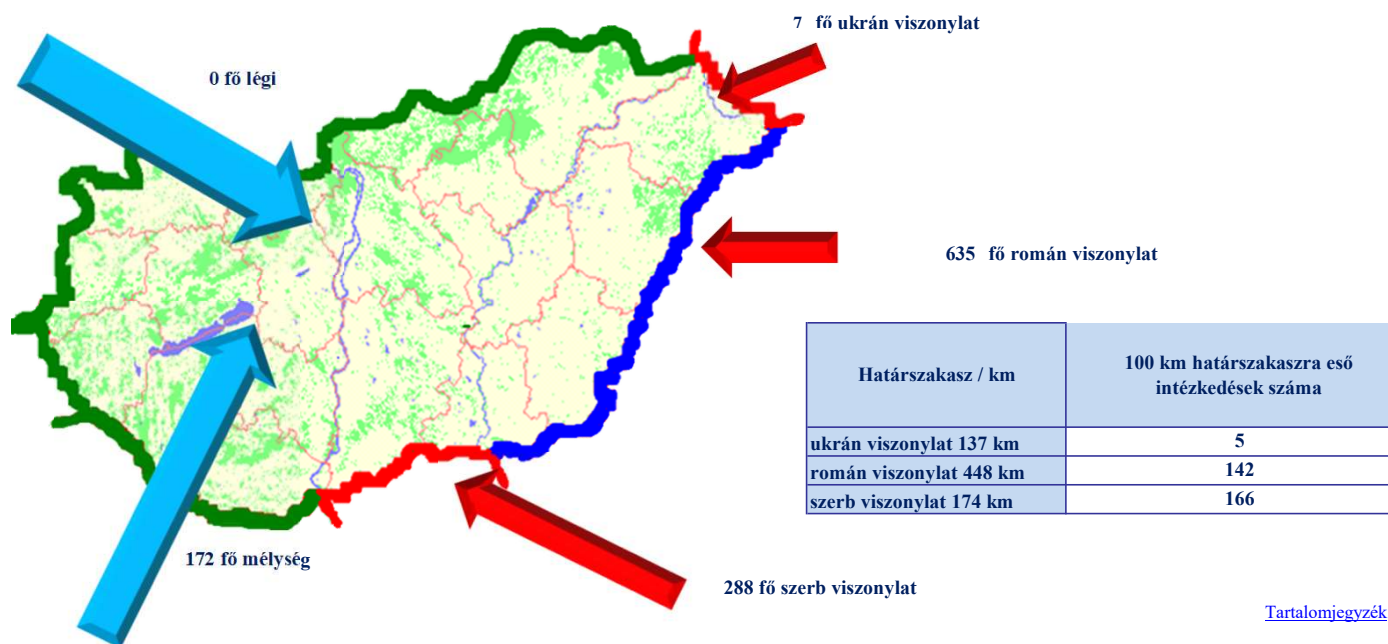 7 fő ukrán viszonylat
0 fő légi
635 fő román viszonylat
Határszakasz / km
100 km határszakaszra eső
intézkedések száma
ukrán viszonylat 137 km 5
román viszonylat 448 km 142
szerb viszonylat 174 km 166
172 fő mélység
288 fő szerb viszonylat
Tartalomjegyzék